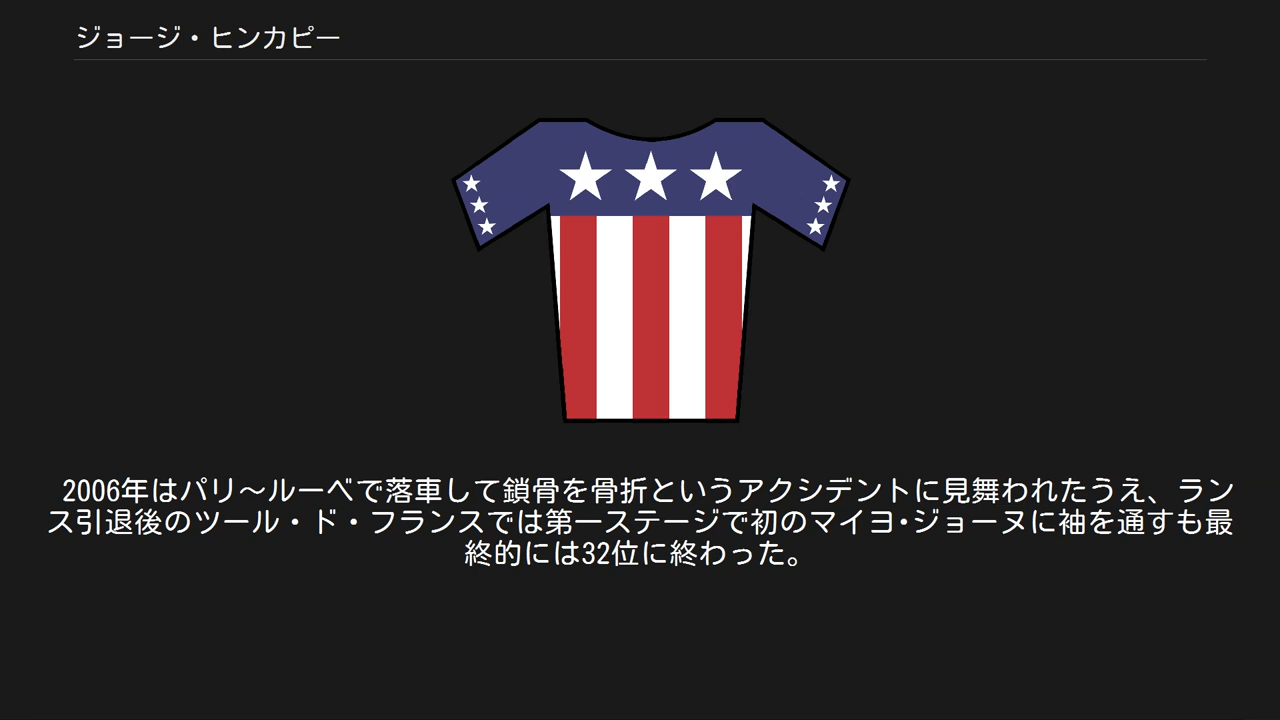 ジョージ・ヒンカピー
2006年はパリ〜ルーベで落車して鎖骨を骨折というアクシデントに見舞われたうえ、ラン
ス引退後のツール・ド・フランスでは第一ステージで初のマイヨ・ジョーヌに袖を通すも最
終的には32位に終わった。